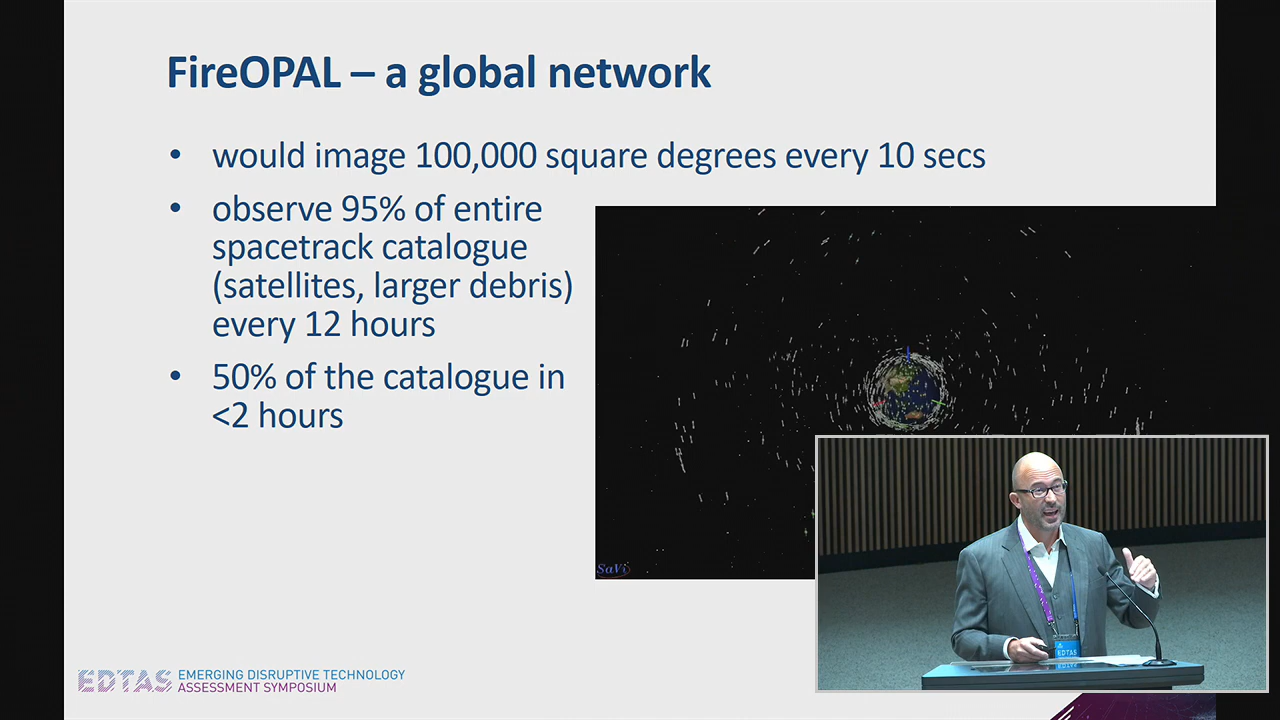 FireOPAL – a global network
• would image 100,000 square degrees every 10 secs
• observe 95% of entire
spacetrack catalogue
(satellites, larger debris)
every 12 hours
• 50% of the catalogue in
<2 hours
SaVi
EDTAS
EDTAS EMERGING DISRUPTIVE TECHNOLOGY
ASSESSMENT SYMPOSIUM